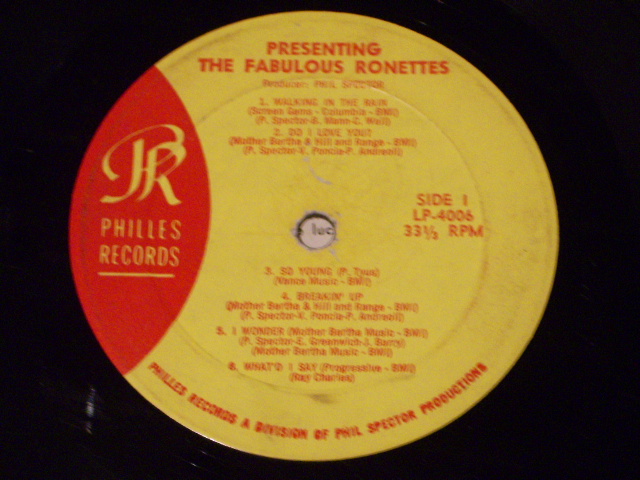 PRESENTING
THE FABULOUS RONETTES
Producer: PHIL SPECTOR
1. WALKING IN THE RAIN
(Screen Gems - Columbia - BMI)
(P. Spector-B. Mann-C. Weil)
2. DO I LOVE YOU?
(Mother Bertha & Hill and Range - BMI)
(P. Spector-V. Poncia-P. Andreoli)
PR
PHILLES
RECORDS
SIDE 1
LP-4006
33⅓ RPM
luc
3. SO YOUNG (P. Tyus)
(Vance Music - BMI)
4. BREAKIN' UP
(Mother Bertha & Hill and Range - BMI)
(P. Spector-V. Poncia-P. Andreoli)
5. I WONDER (Mother Bertha Music - BMI)
(P. Spector-E. Greenwich-J. Barry)
(Mother Bertha Music - BMI)
6. WHAT'D I SAY (Progressive - BMI)
(Ray Charles)
PHILLES RECORDS A DIVISION OF PHIL SPECTOR PRODUCTIONS